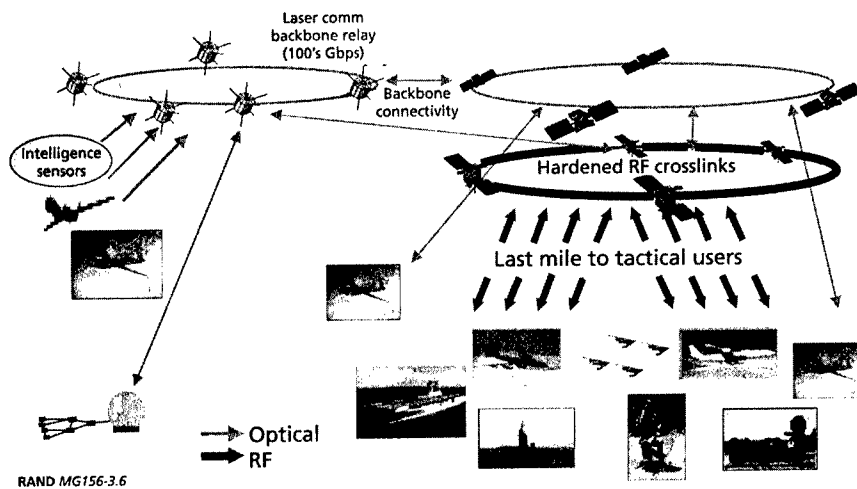 Laser comm
backbone relay
(100's Gbps)
Backbone
connectivity
Intelligence
sensors
Hardened RF crosslinks
Last mile to tactical users
Optical
RF
RAND MG156-3.6